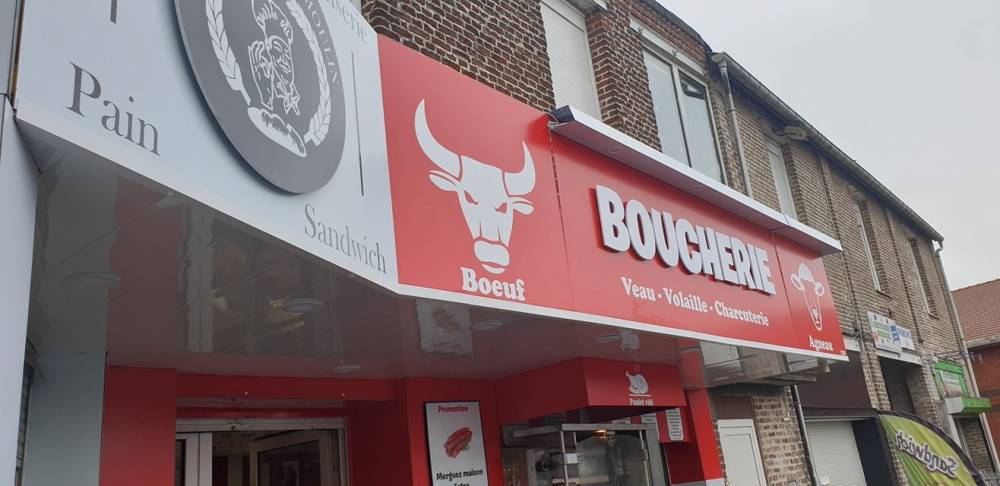 Pain
Sandwich
Boeuf
BOUCHERIE
Veau • Volaille • Charcuterie
Agneau
Poulet rôti
Promotion
Merguez maison
Sandwich